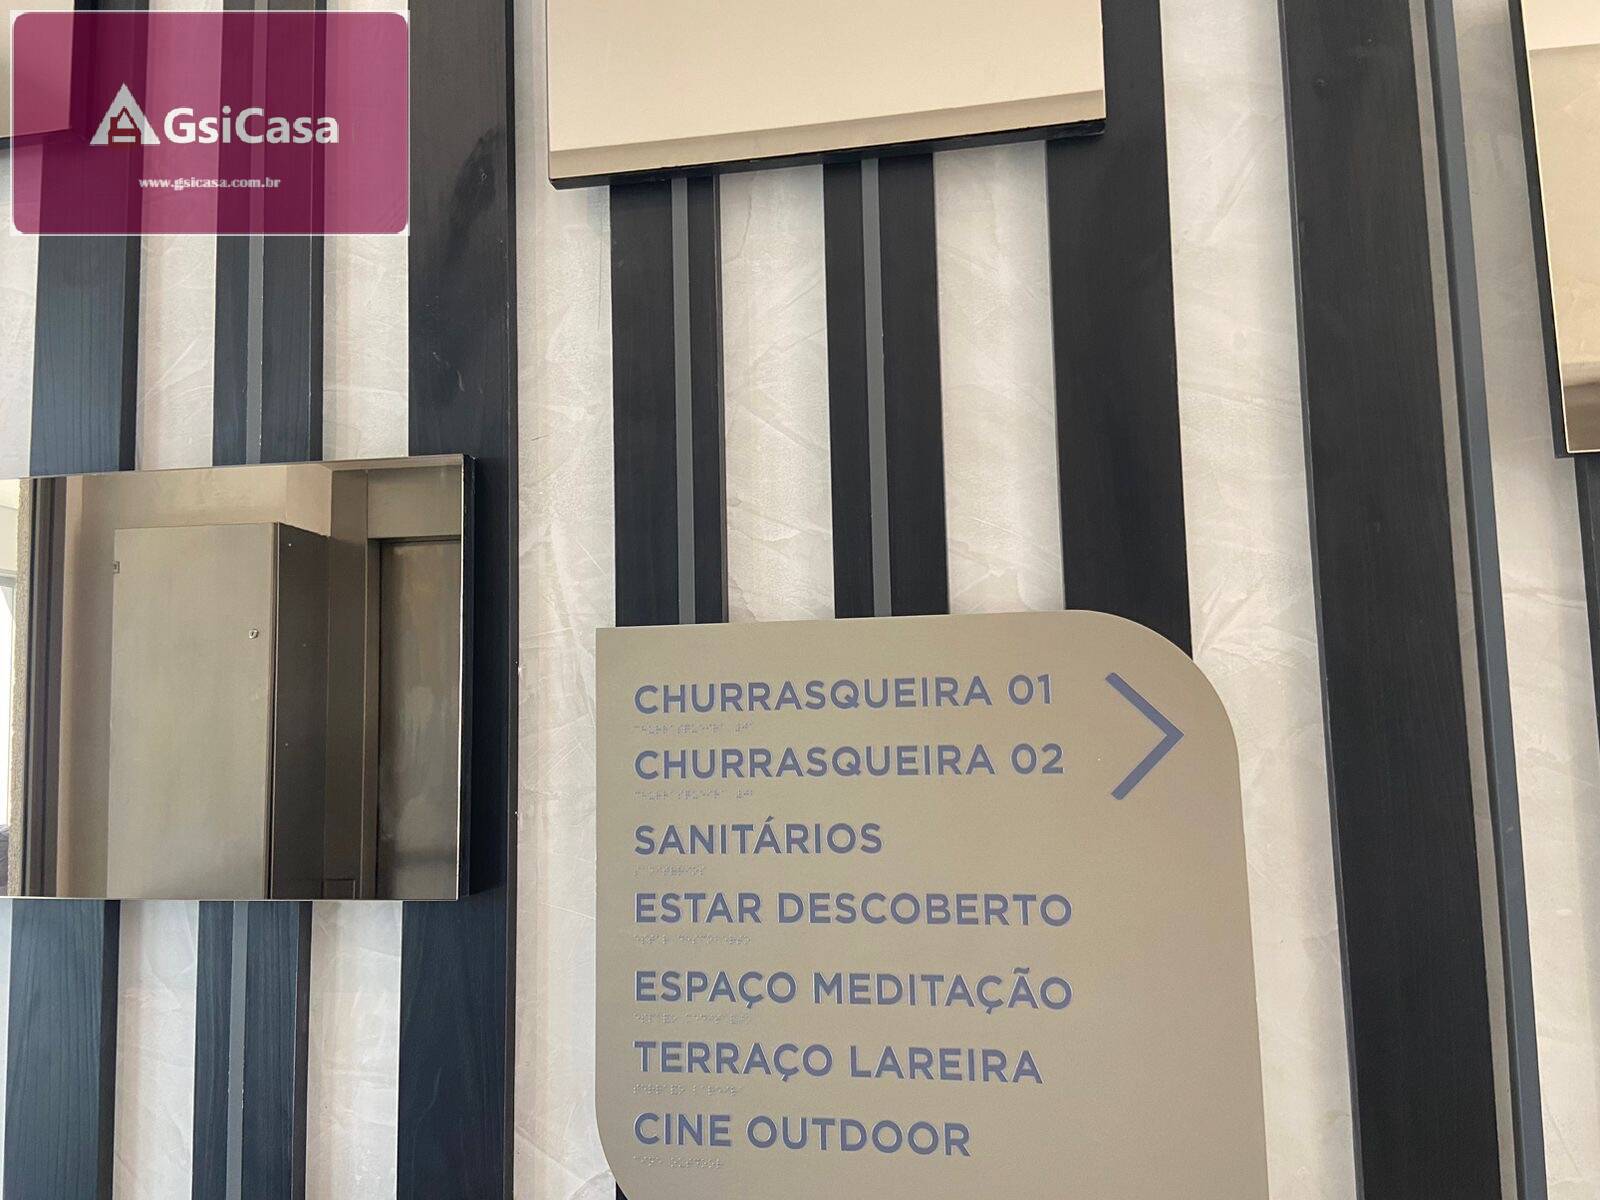 GsiCasa
www.gsicasa.com.br
CHURRASQUEIRA 01
CHURRASQUEIRA 02
SANITÁRIOS
ESTAR DESCOBERTO
ESPAÇO MEDITAÇÃO
TERRAÇO LAREIRA
CINE OUTDOOR